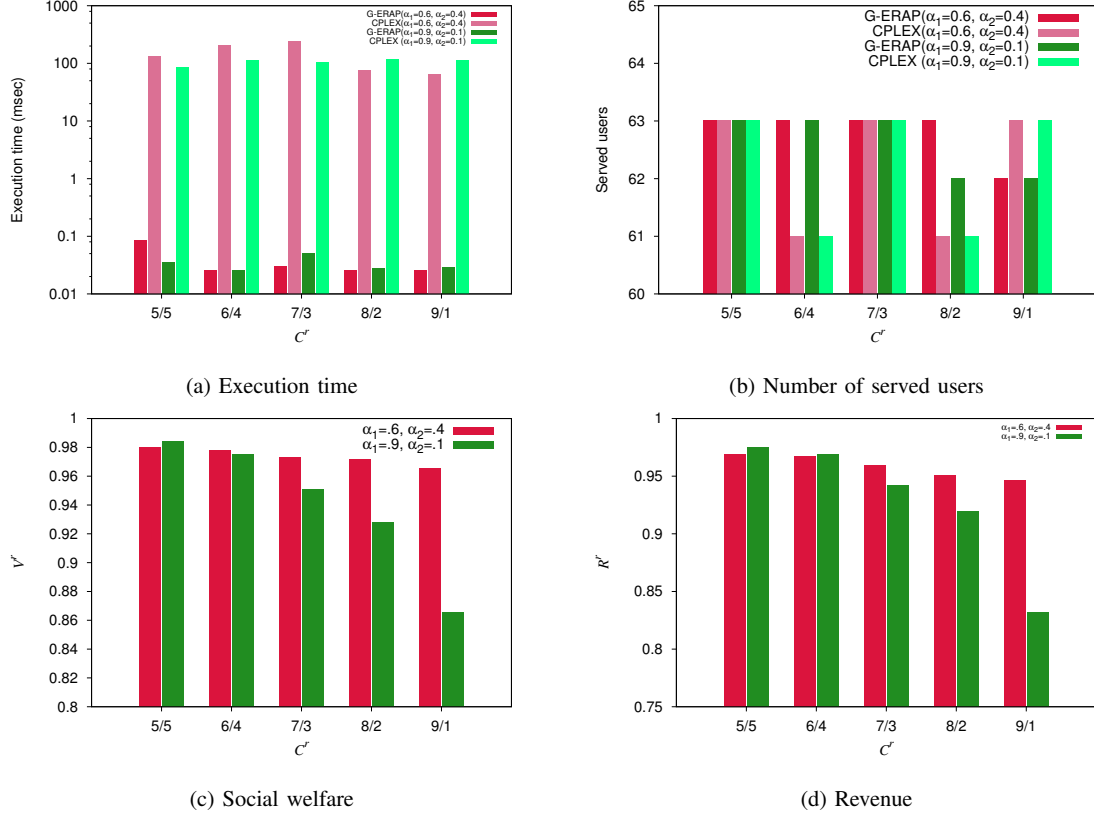 G-ERAP(α1=0.6, α2=0.4)
CPLEX(α1=0.6, α2=0.4)
G-ERAP(α1=0.9, α2=0.1)
CPLEX (α1=0.9, α2=0.1)
Execution time (msec)
1000
100
10
1
0.1
0.01
5/5 6/4 7/3 8/2 9/1
C^r
(a) Execution time
G-ERAP(α1=0.6, α2=0.4)
CPLEX(α1=0.6, α2=0.4)
G-ERAP(α1=0.9, α2=0.1)
CPLEX (α1=0.9, α2=0.1)
Served users
65
64
63
62
61
60
5/5 6/4 7/3 8/2 9/1
C^r
(b) Number of served users
α1=.6, α2=.4
α1=.9, α2=.1
V^r
1
0.98
0.96
0.94
0.92
0.9
0.88
0.86
0.84
0.82
0.8
5/5 6/4 7/3 8/2 9/1
C^r
(c) Social welfare
α1=.6, α2=.4
α1=.9, α2=.1
R^r
1
0.95
0.9
0.85
0.8
0.75
5/5 6/4 7/3 8/2 9/1
C^r
(d) Revenue